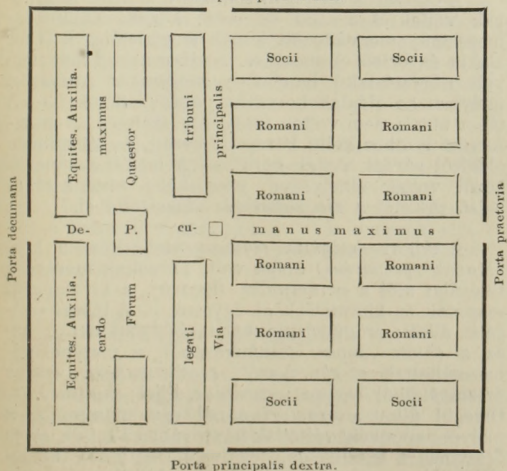 Socii Socii
Equites. Auxilia.
maximus
Quaestor
tribuni
principalis
Romani Romani
Romani Romani
De- P. cu- manus maximus
Porta decumana
Porta praetoria
Romani Romani
Equites. Auxilia.
cardo
Forum
legati
Via
Romani Romani
Socii Socii
Porta principalis dextra.